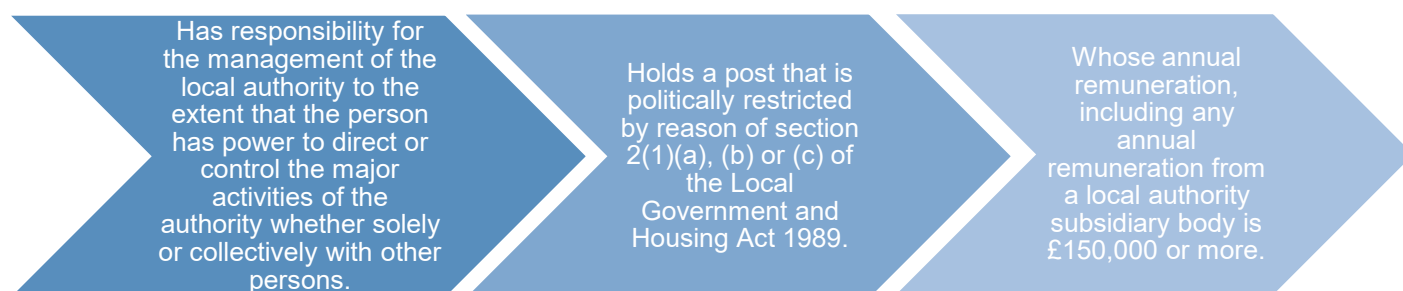 Has responsibility for
the management of the
local authority to the
extent that the person
has power to direct or
control the major
activities of the
authority whether solely
or collectively with other
persons.
Holds a post that is
politically restricted
by reason of section
2(1)(a), (b) or (c) of
the Local
Government and
Housing Act 1989.
Whose annual
remuneration,
including any
annual
remuneration from
a local authority
subsidiary body is
£150,000 or more.